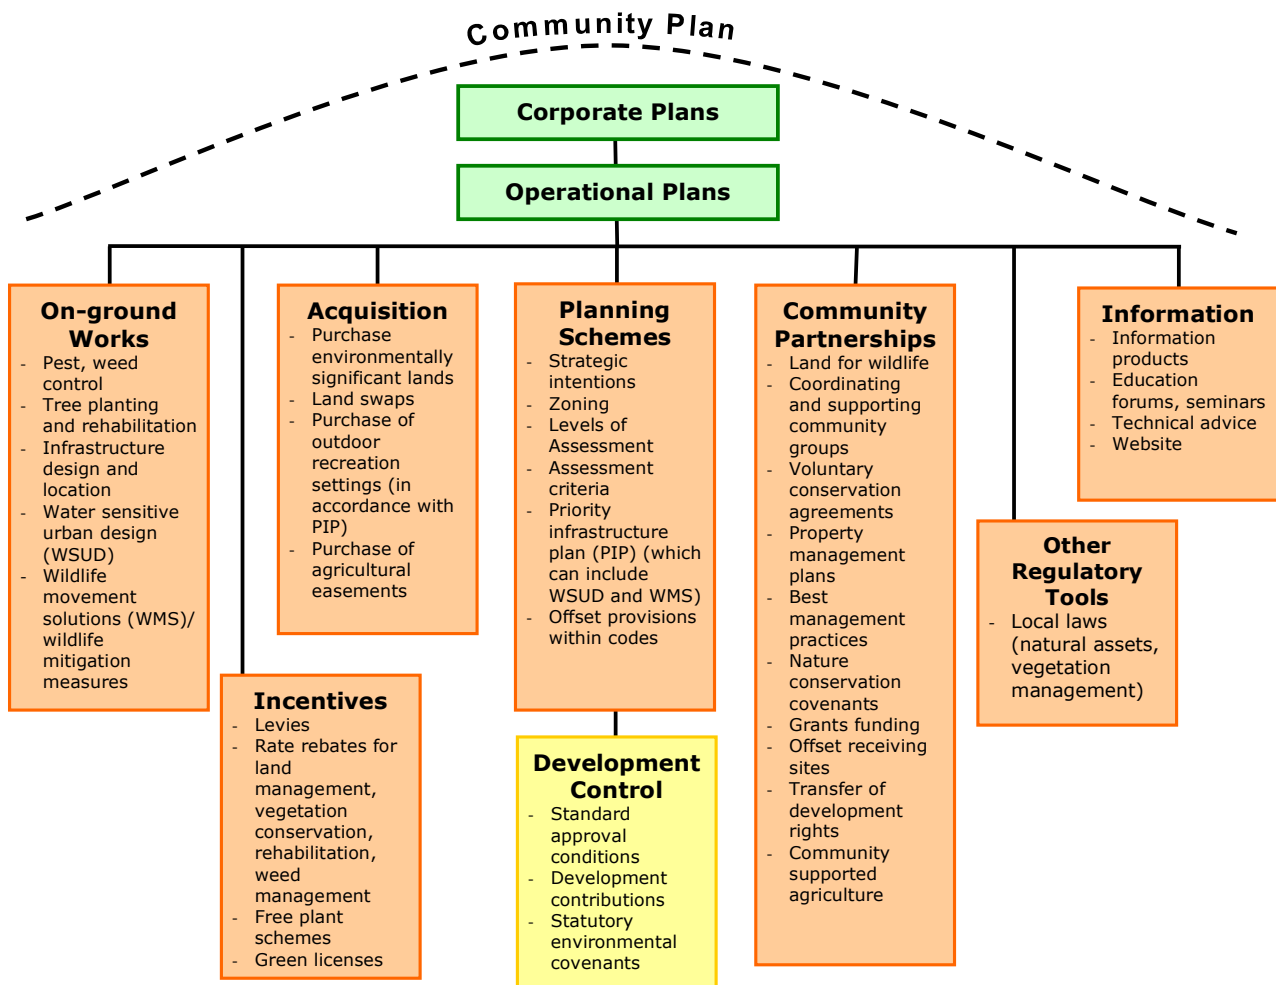 Community Plan
Corporate Plans
Operational Plans
On-ground
Works
- Pest, weed
control
- Tree planting
and rehabilitation
- Infrastructure
design and
location
- Water sensitive
urban design
(WSUD)
- Wildlife
movement
solutions (WMS)/
wildlife
mitigation
measures
Incentives
- Levies
- Rate rebates for
land
management,
vegetation
conservation,
rehabilitation,
weed
management
- Free plant
schemes
- Green licenses
Acquisition
- Purchase
environmentally
significant lands
- Land swaps
- Purchase of
outdoor
recreation
settings (in
accordance with
PIP)
- Purchase of
agricultural
easements
Planning
Schemes
- Strategic
intentions
- Zoning
- Levels of
Assessment
- Assessment
criteria
- Priority
infrastructure
plan (PIP) (which
can include
WSUD and WMS)
- Offset provisions
within codes
Development
Control
- Standard
approval
conditions
- Development
contributions
- Statutory
environmental
covenants
Community
Partnerships
- Land for wildlife
- Coordinating
and supporting
community
groups
- Voluntary
conservation
agreements
- Property
management
plans
- Best
management
practices
- Nature
conservation
covenants
- Grants funding
- Offset receiving
sites
- Transfer of
development
rights
- Community
supported
agriculture
Other
Regulatory
Tools
- Local laws
(natural assets,
vegetation
management)
Information
- Information
products
- Education
forums, seminars
- Technical advice
- Website